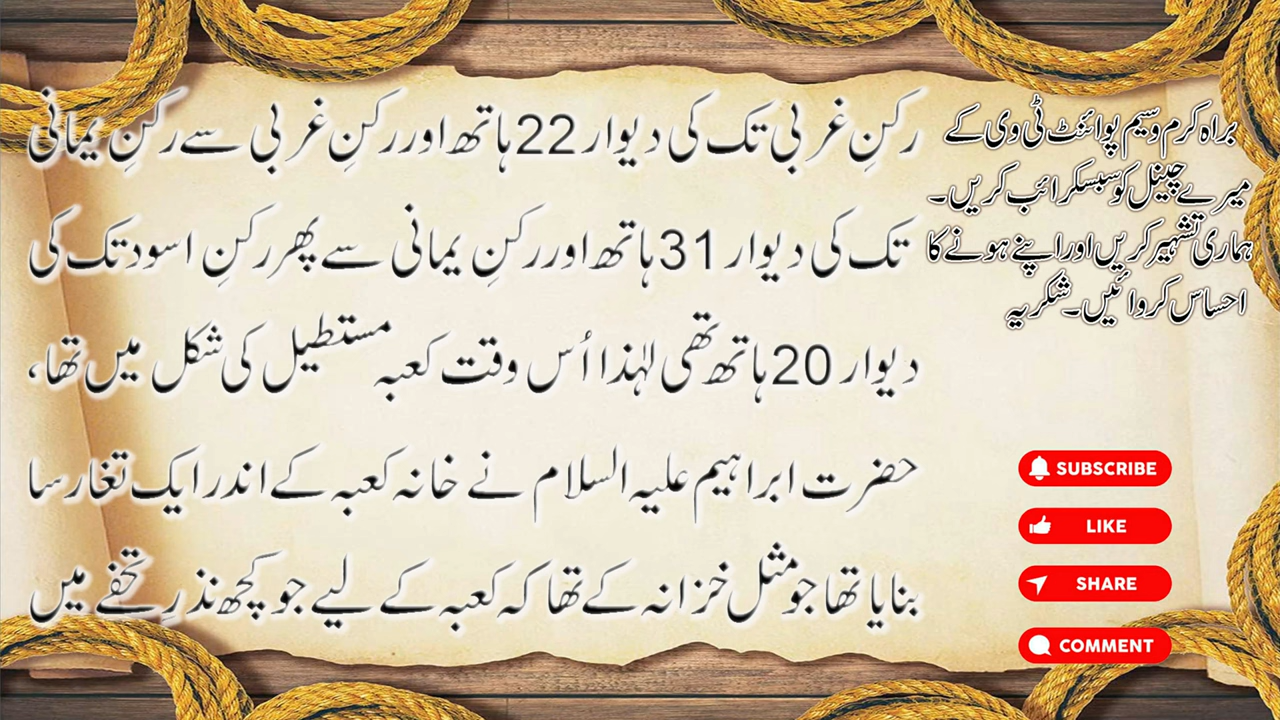 رکنِ غربی تک کی دیوار 22 ہاتھ اور رکنِ غربی سے رکنِ یمانی
تک کی دیوار 31 ہاتھ اور رکنِ یمانی سے پھر رکنِ اسود تک کی
دیوار 20 ہاتھ تھی لہٰذا اُس وقت کعبہ مستطیل کی شکل میں تھا،
حضرت ابراہیم علیہ السلام نے خانہ کعبہ کے اندر ایک تغار سا
بنایا تھا جو مثل خزانہ کے تھا کہ کعبہ کے لیے جو کچھ نذرِ تحفے میں
براہ کرم وسیم پوائنٹ ٹی وی کے
میرے چینل کو سبسکرائب کریں۔
ہماری تشہیر کریں اور اپنے ہونے کا
احساس کروائیں۔ شکریہ
SUBSCRIBE
LIKE
SHARE
COMMENT